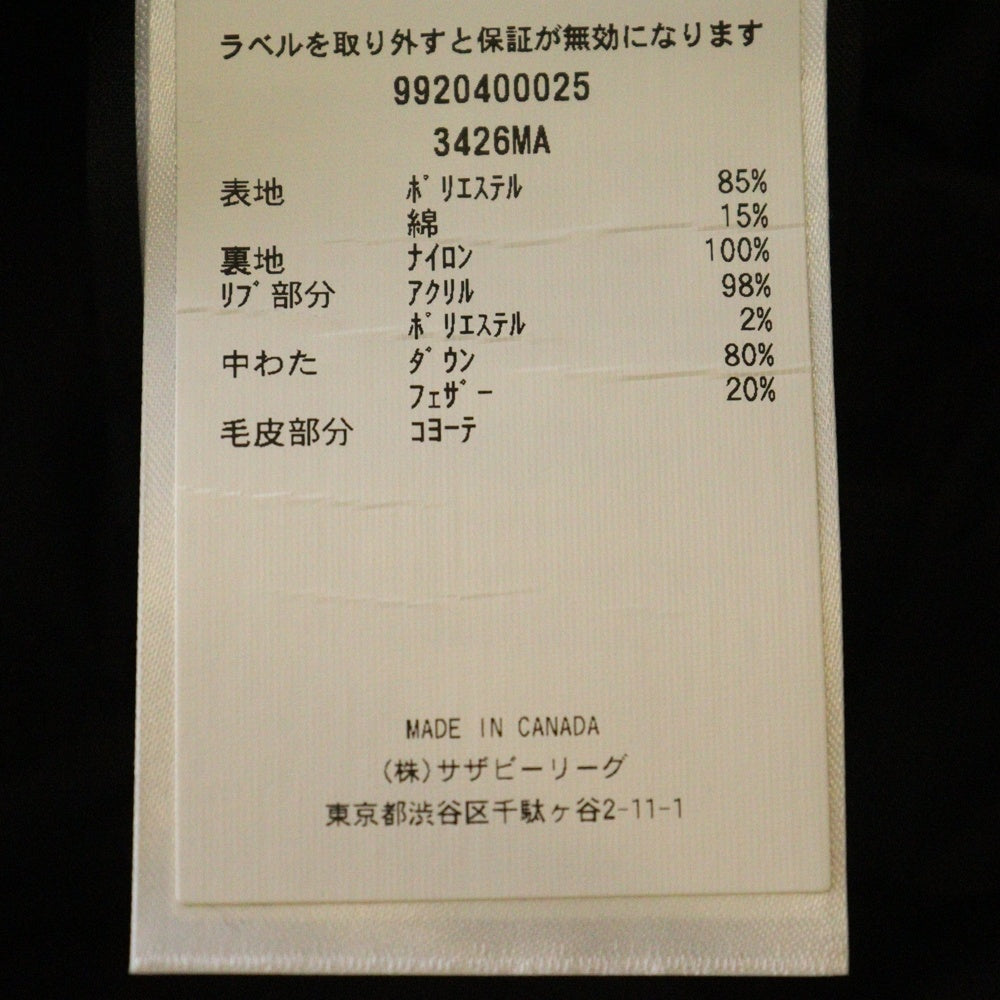 ラベルを取り外すと保証が無効になります
9920400025
3426MA
表地 ﾎﾟﾘｴｽﾃﾙ 85%
綿 15%
裏地 ﾅｲﾛﾝ 100%
ﾘﾌﾞ部分 ｱｸﾘﾙ 98%
ﾎﾟﾘｴｽﾃﾙ 2%
中わた ﾀﾞｳﾝ 80%
ﾌｪｻﾞｰ 20%
毛皮部分 ｺﾖｰﾃ
MADE IN CANADA
(株)サザビーリーグ
東京都渋谷区千駄ヶ谷2-11-1